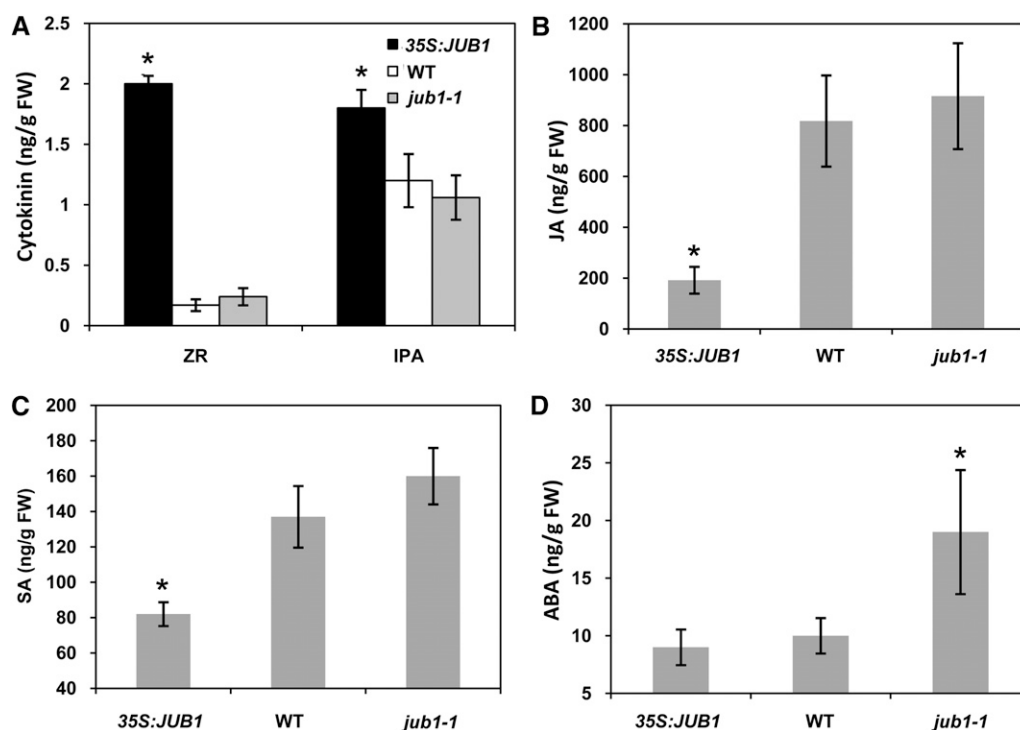 A
Cytokinin (ng/g FW)
2.5
2
1.5
1
0.5
0
*
*
35S:JUB1
WT
jub1-1
ZR
IPA
B
JA (ng/g FW)
1200
1000
800
600
400
200
0
*
35S:JUB1
WT
jub1-1
C
SA (ng/g FW)
200
180
160
140
120
100
80
60
40
*
35S:JUB1
WT
jub1-1
D
ABA (ng/g FW)
30
25
20
15
10
5
*
35S:JUB1
WT
jub1-1